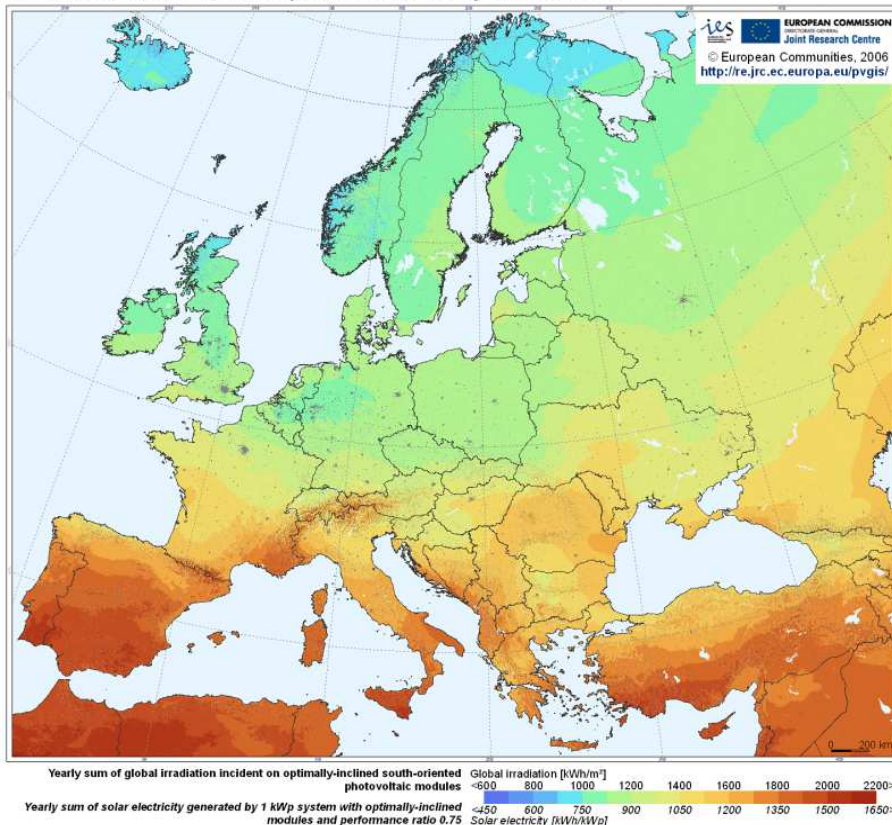 ies
EUROPEAN COMMISSION
DIRECTORATE-GENERAL
Joint Research Centre
© European Communities, 2006
http://re.jrc.ec.europa.eu/pvgis/
0 200 km
Yearly sum of global irradiation incident on optimally-inclined south-oriented
photovoltaic modules
Global irradiation [kWh/m²]
<600 800 1000 1200 1400 1600 1800 2000 2200>
<450 600 750 900 1050 1200 1350 1500 1650>
Yearly sum of solar electricity generated by 1 kWp system with optimally-inclined
modules and performance ratio 0.75
Solar electricity [kWh/kWp]